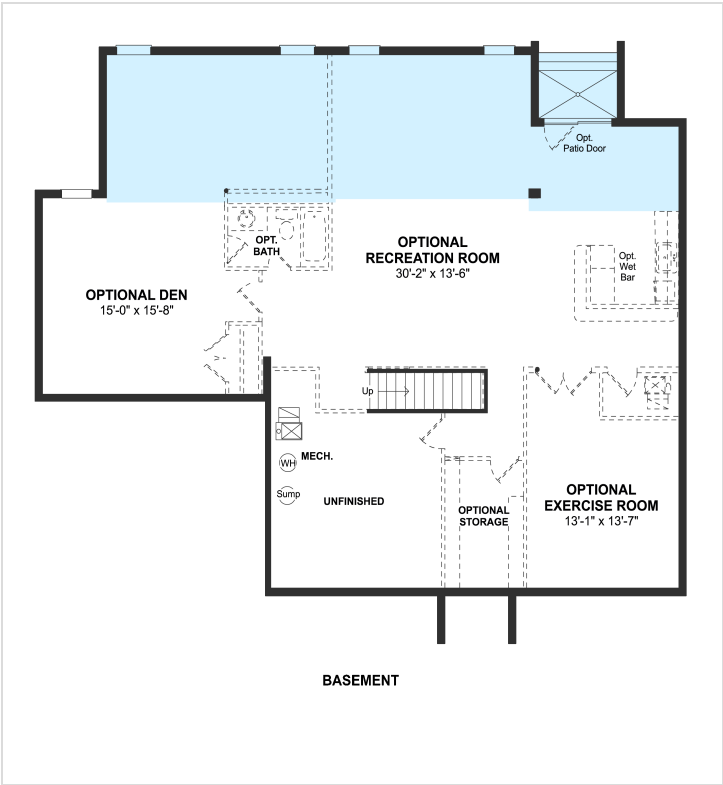 Opt.
Patio Door
OPT.
BATH
OPTIONAL
RECREATION ROOM
30'-2" x 13'-6"
Opt.
Wet
Bar
OPTIONAL DEN
15'-0" x 15'-8"
Up
MECH.
WH
Sump
UNFINISHED
OPTIONAL
STORAGE
OPTIONAL
EXERCISE ROOM
13'-1" x 13'-7"
BASEMENT